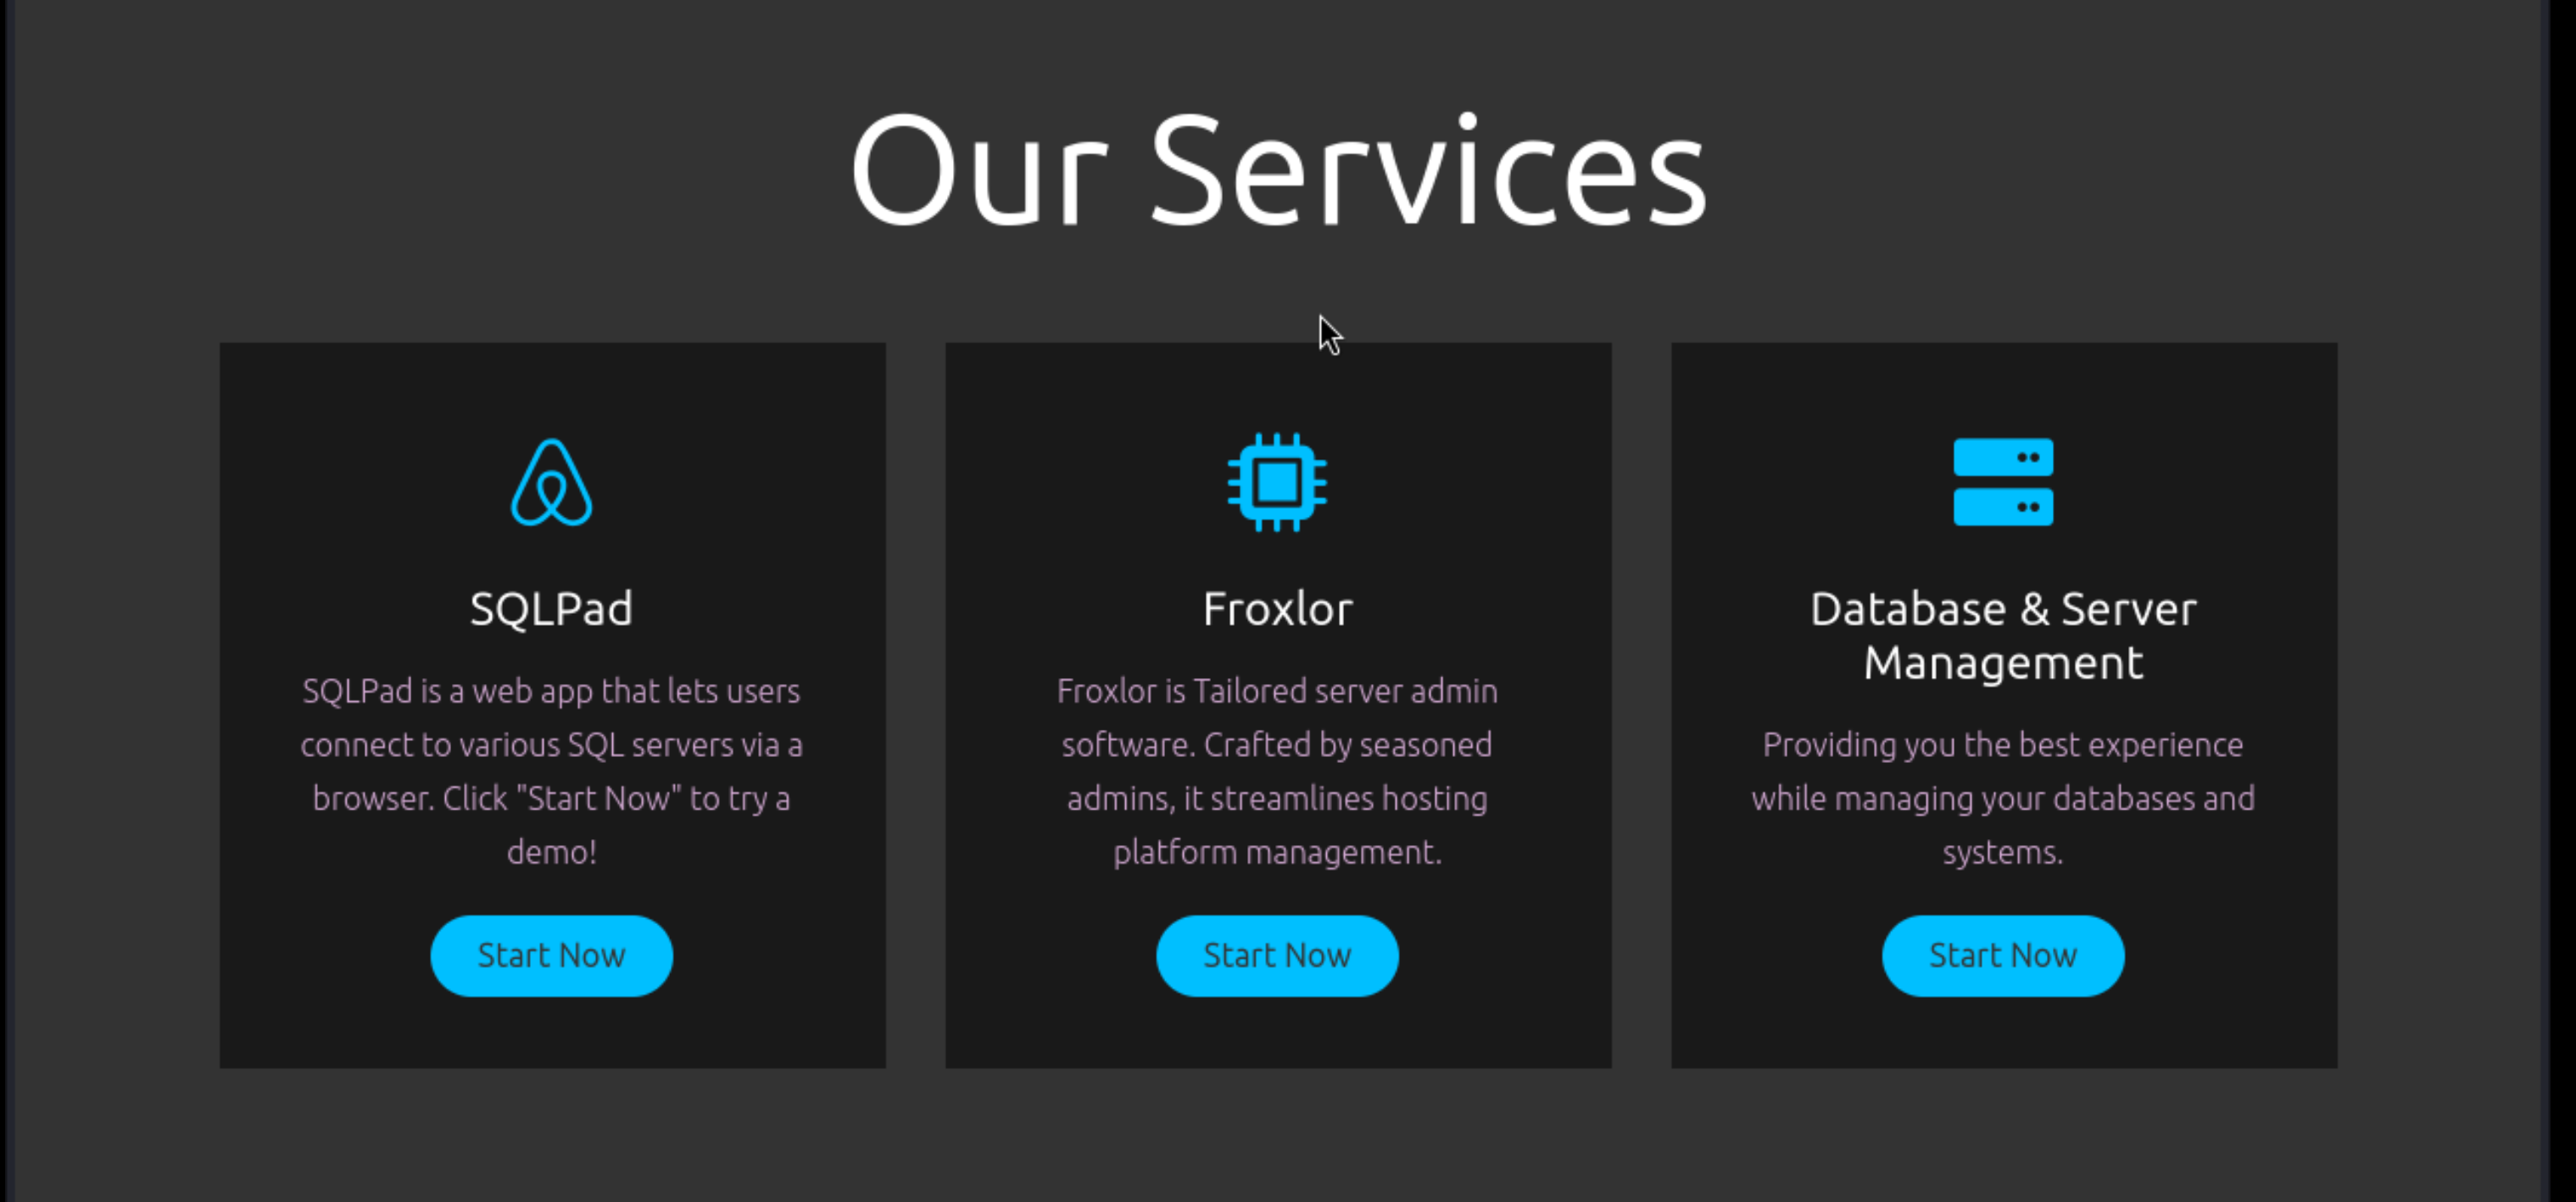 Our Services
SQLPad
SQLPad is a web app that lets users
connect to various SQL servers via a
browser. Click "Start Now" to try a
demo!
Start Now
Froxlor
Froxlor is Tailored server admin
software. Crafted by seasoned
admins, it streamlines hosting
platform management.
Start Now
Database & Server
Management
Providing you the best experience
while managing your databases and
systems.
Start Now